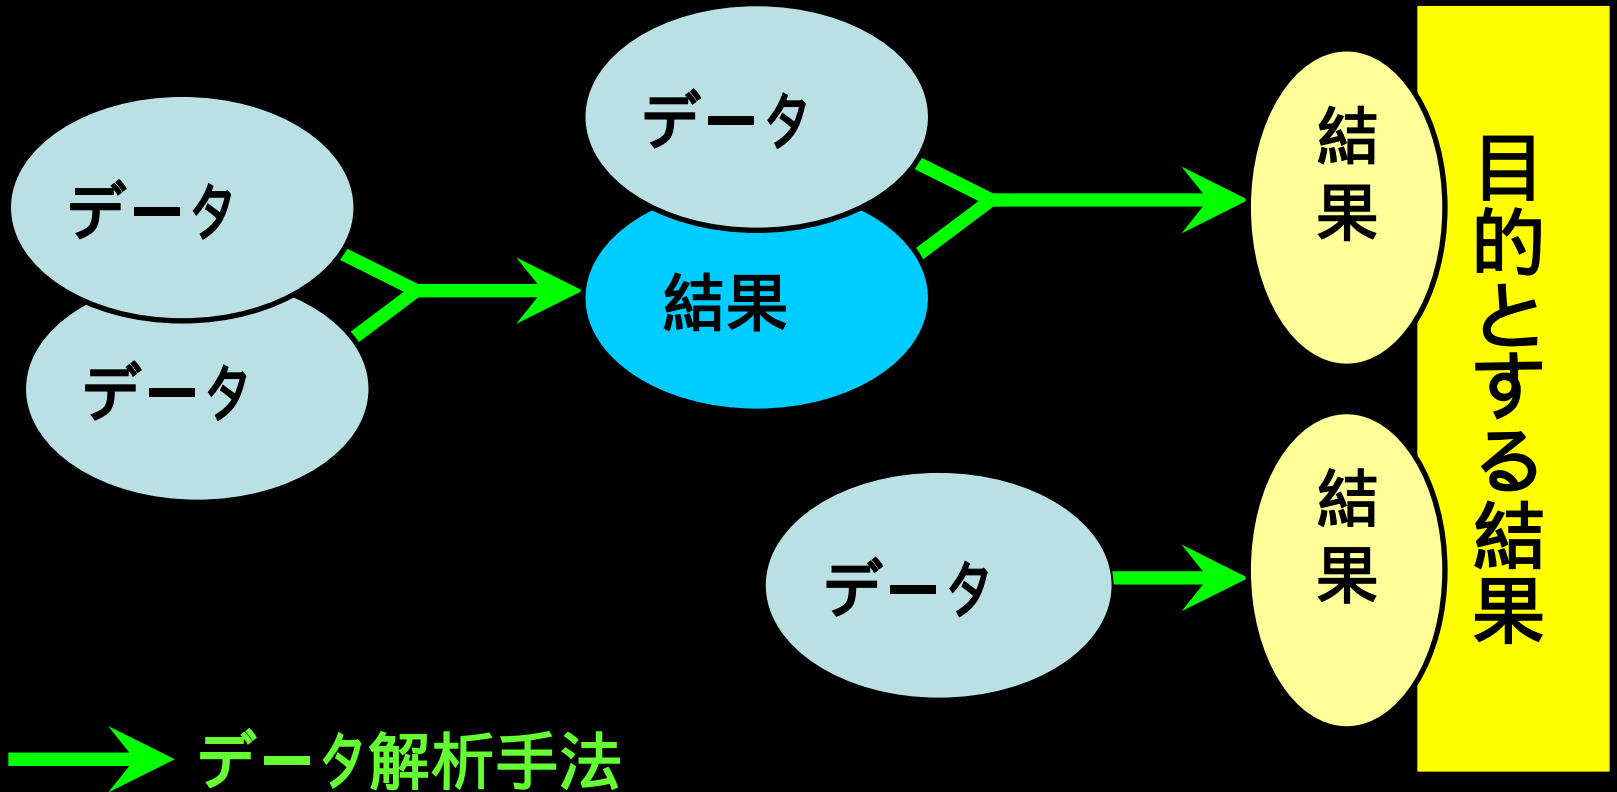 データ
データ
データ
結果
データ
結
果
結
果
目的とする結果
データ解析手法